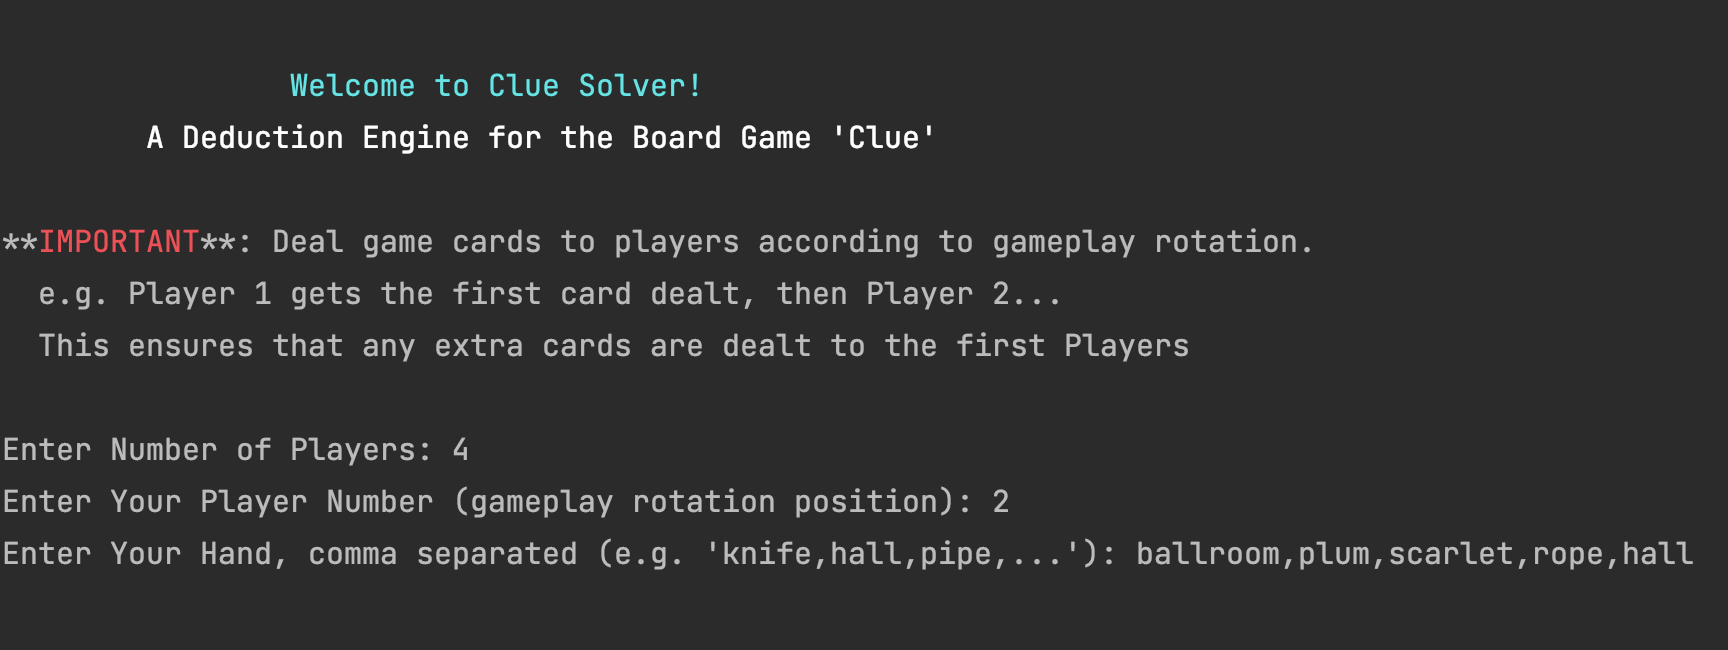 Welcome to Clue Solver!
A Deduction Engine for the Board Game 'Clue'
**IMPORTANT**: Deal game cards to players according to gameplay rotation.
e.g. Player 1 gets the first card dealt, then Player 2...
This ensures that any extra cards are dealt to the first Players
Enter Number of Players: 4
Enter Your Player Number (gameplay rotation position): 2
Enter Your Hand, comma separated (e.g. 'knife,hall,pipe,...'): ballroom,plum,scarlet,rope,hall